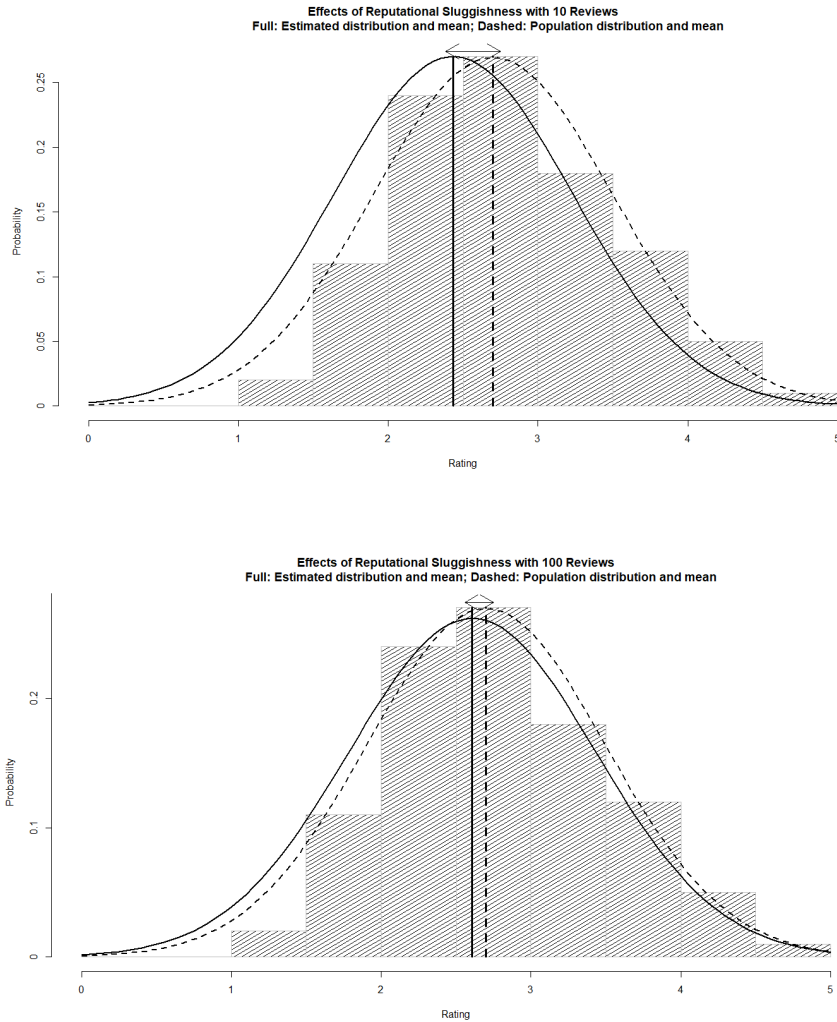 Effects of Reputational Sluggishness with 10 Reviews
Full: Estimated distribution and mean; Dashed: Population distribution and mean
0.25
0.2
0.15
0.1
0.05
0
Probability
0 1 2 3 4 5
Rating
Effects of Reputational Sluggishness with 100 Reviews
Full: Estimated distribution and mean; Dashed: Population distribution and mean
0.2
0.1
0
Probability
0 1 2 3 4 5
Rating